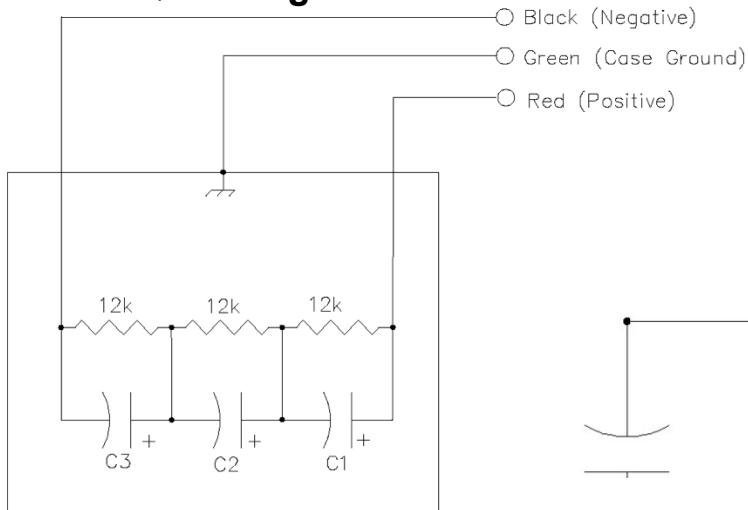 Black (Negative)
Green (Case Ground)
Red (Positive)
12k 12k 12k
+ + +
C3 C2 C1